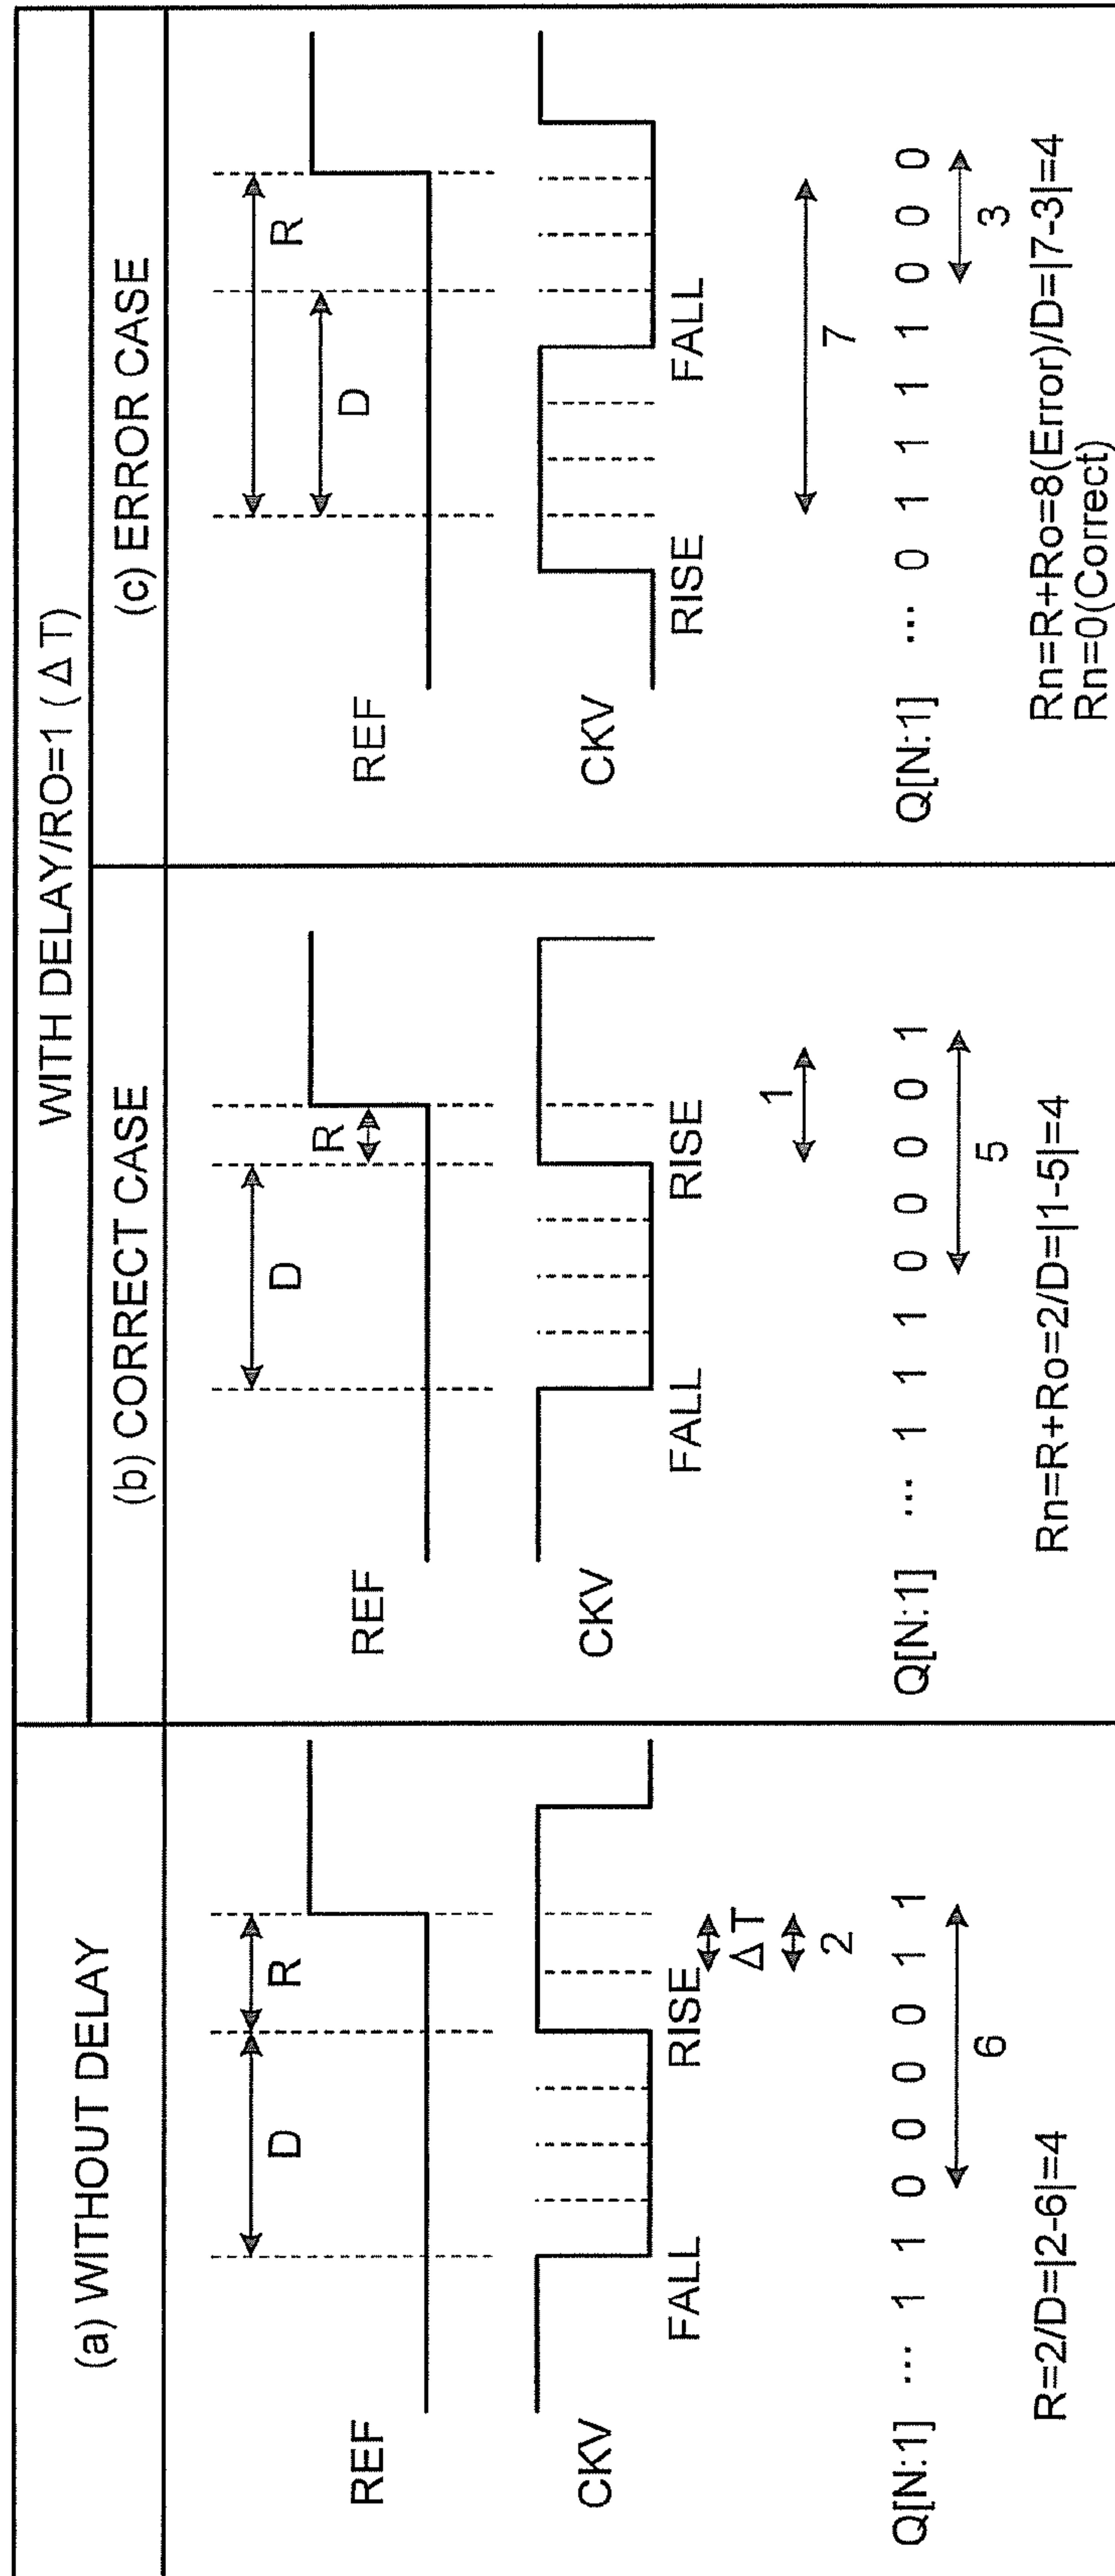 WITH DELAY/RO=1 (ΔT)
(a) WITHOUT DELAY
(b) CORRECT CASE
(c) ERROR CASE
D
R
REF
CKV
FALL
RISE
ΔT
2
Q[N:1] ... 1 1 0 0 0 0 1 1
6
R=2/D=|2-6|=4
D
R
REF
CKV
FALL
RISE
1
Q[N:1] ... 1 1 1 0 0 0 0 1
5
Rn=R+Ro=2/D=|1-5|=4
R
D
REF
CKV
RISE
FALL
7
Q[N:1] ... 0 1 1 1 1 0 0 0
3
Rn=R+Ro=8(Error)/D=|7-3|=4
Rn=0(Correct)